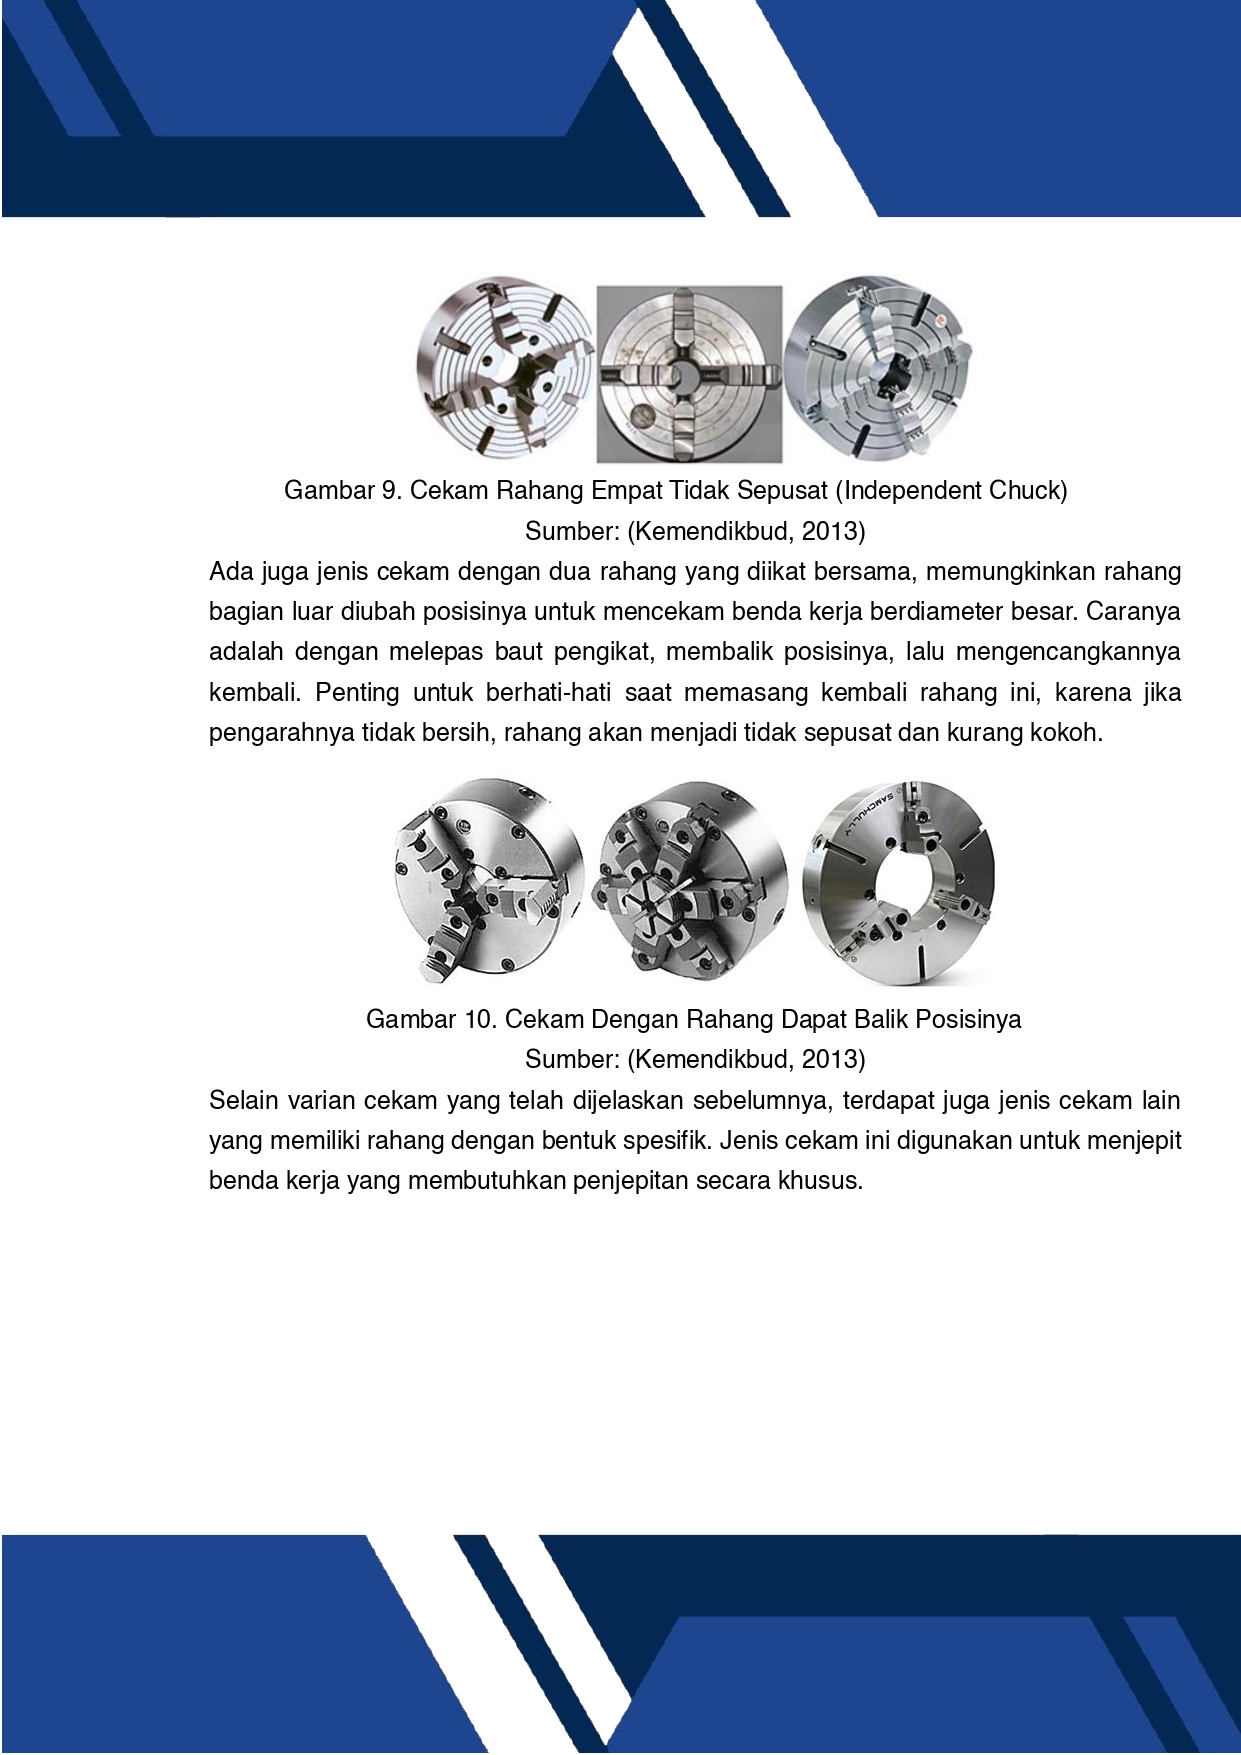 Gambar 9. Cekam Rahang Empat Tidak Sepusat (Independent Chuck)
Sumber: (Kemendikbud, 2013)
Ada juga jenis cekam dengan dua rahang yang diikat bersama, memungkinkan rahang
bagian luar diubah posisinya untuk mencekam benda kerja berdiameter besar. Caranya
adalah dengan melepas baut pengikat, membalik posisinya, lalu mengencangkannya
kembali. Penting untuk berhati-hati saat memasang kembali rahang ini, karena jika
pengarahnya tidak bersih, rahang akan menjadi tidak sepusat dan kurang kokoh.
SAMCHULLY
Gambar 10. Cekam Dengan Rahang Dapat Balik Posisinya
Sumber: (Kemendikbud, 2013)
Selain varian cekam yang telah dijelaskan sebelumnya, terdapat juga jenis cekam lain
yang memiliki rahang dengan bentuk spesifik. Jenis cekam ini digunakan untuk menjepit
benda kerja yang membutuhkan penjepitan secara khusus.